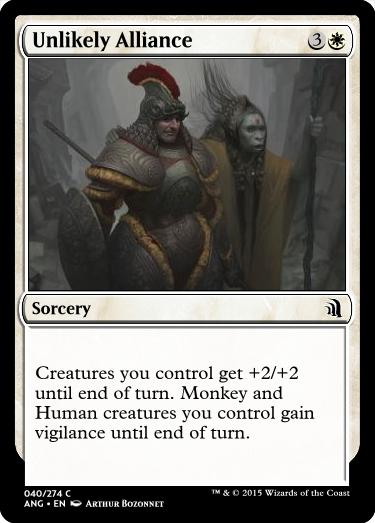 Unlikely Alliance 3
Sorcery
Creatures you control get +2/+2
until end of turn. Monkey and
Human creatures you control gain
vigilance until end of turn.
040/274 C
ANG • EN Arthur Bozonnet
™ & © 2015 Wizards of the Coast